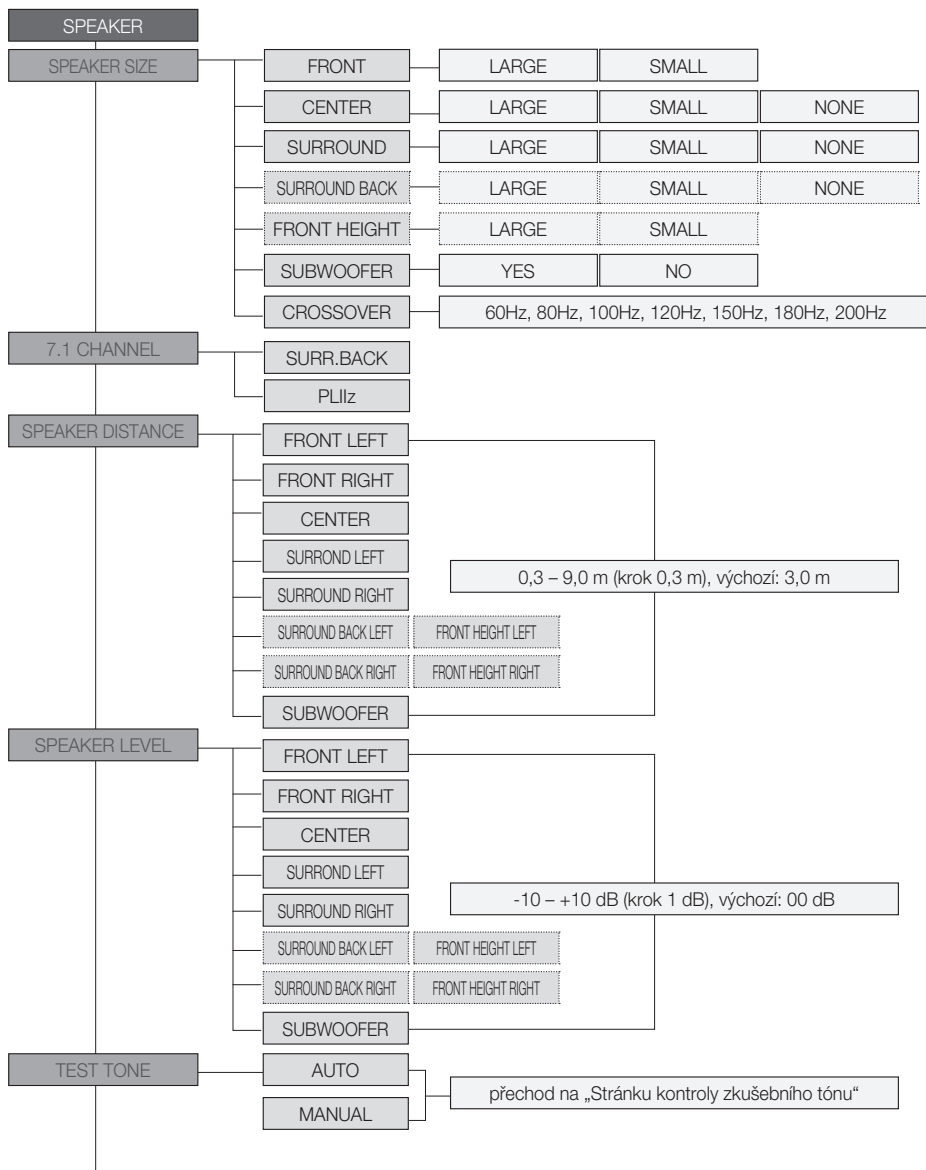 SPEAKER
SPEAKER SIZE
FRONT LARGE SMALL
CENTER LARGE SMALL NONE
SURROUND LARGE SMALL NONE
SURROUND BACK LARGE SMALL NONE
FRONT HEIGHT LARGE SMALL
SUBWOOFER YES NO
CROSSOVER 60Hz, 80Hz, 100Hz, 120Hz, 150Hz, 180Hz, 200Hz
7.1 CHANNEL
SURR.BACK
PLIIz
SPEAKER DISTANCE
FRONT LEFT
FRONT RIGHT
CENTER
SURROND LEFT
SURROUND RIGHT
0,3 – 9,0 m (krok 0,3 m), výchozí: 3,0 m
SURROUND BACK LEFT FRONT HEIGHT LEFT
SURROUND BACK RIGHT FRONT HEIGHT RIGHT
SUBWOOFER
SPEAKER LEVEL
FRONT LEFT
FRONT RIGHT
CENTER
SURROND LEFT
SURROUND RIGHT
-10 – +10 dB (krok 1 dB), výchozí: 00 dB
SURROUND BACK LEFT FRONT HEIGHT LEFT
SURROUND BACK RIGHT FRONT HEIGHT RIGHT
SUBWOOFER
TEST TONE
AUTO
MANUAL
přechod na „Stránku kontroly zkušebního tónu“